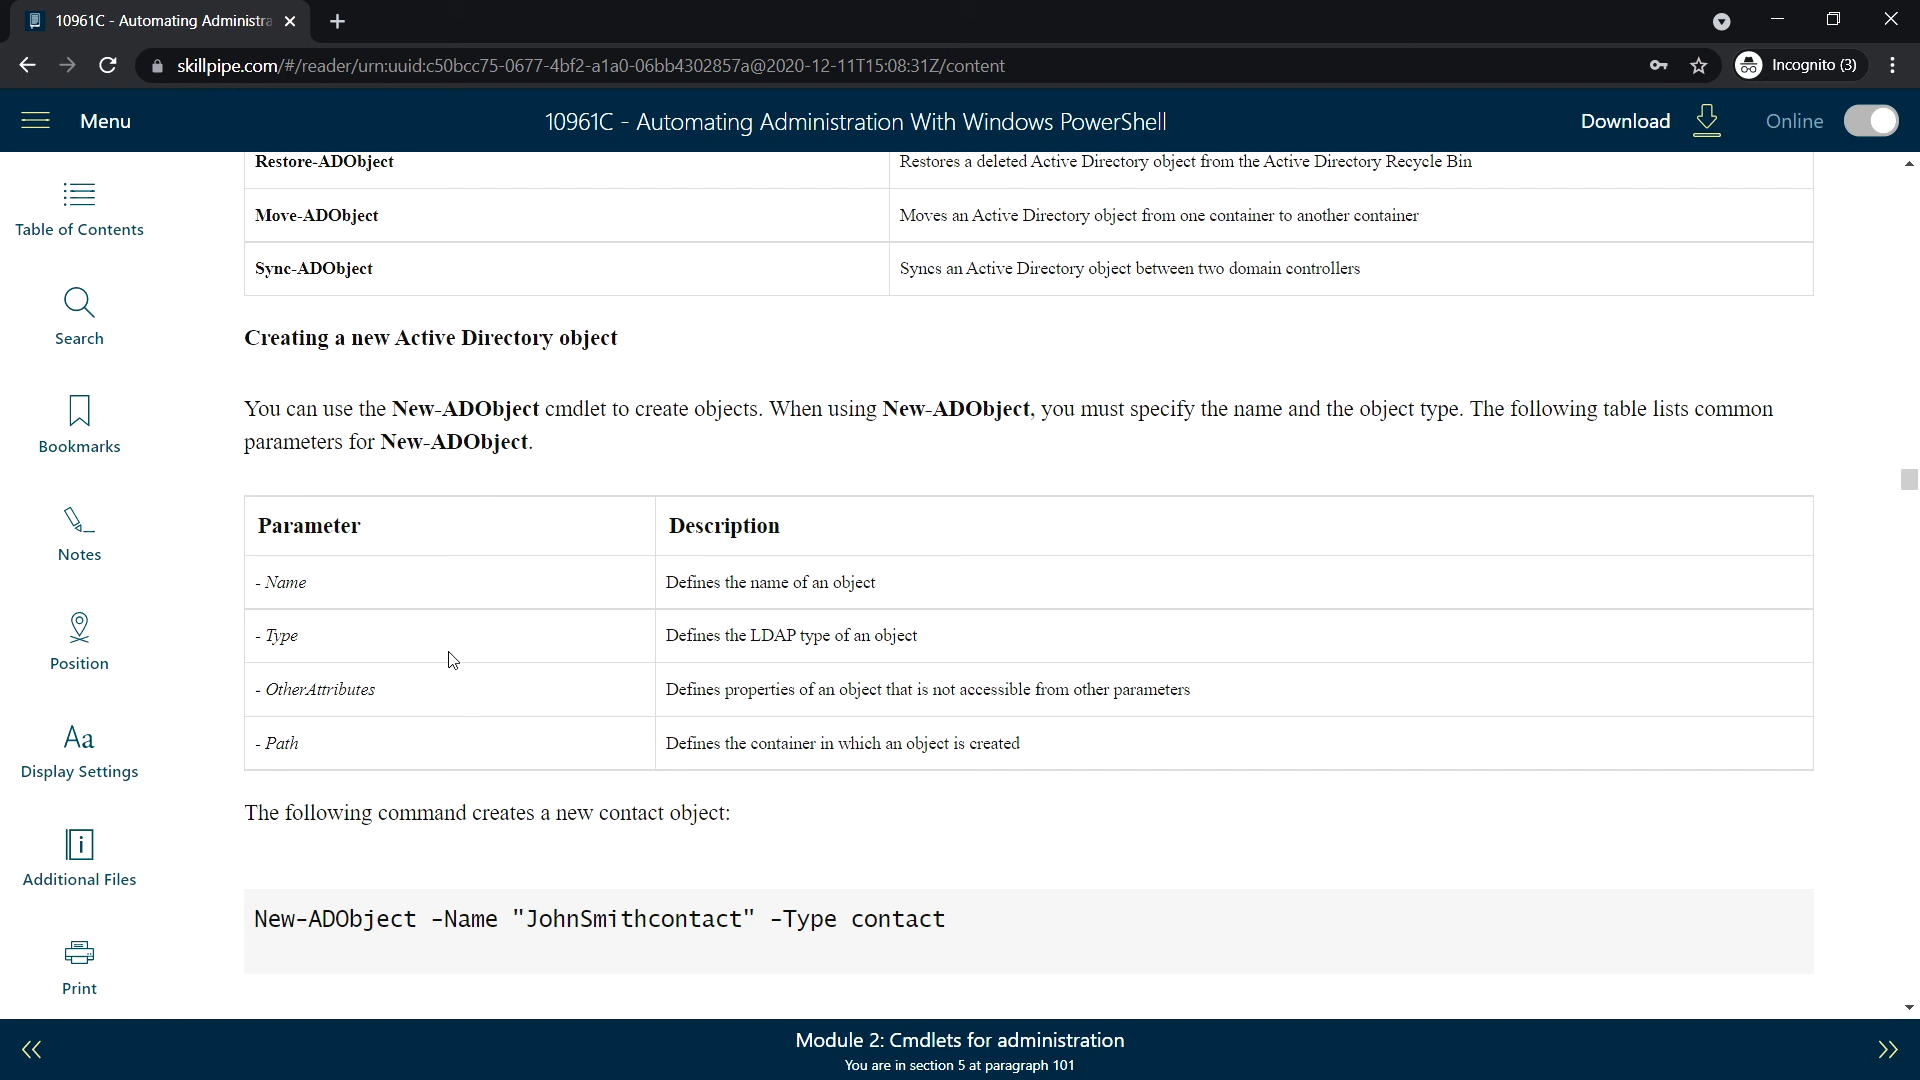 10961C - Automating Administra
skillpipe.com/#/reader/urn:uuid:c50bcc75-0677-4bf2-a1a0-06bb4302857a@2020-12-11T15:08:31Z/content
Incognito (3)
Menu
10961C - Automating Administration With Windows PowerShell
Download
Online
Table of Contents
Search
Bookmarks
Notes
Position
Aa
Display Settings
Additional Files
Print
Restore-ADObject Restores a deleted Active Directory object from the Active Directory Recycle Bin
Move-ADObject Moves an Active Directory object from one container to another container
Sync-ADObject Syncs an Active Directory object between two domain controllers
Creating a new Active Directory object
You can use the New-ADObject cmdlet to create objects. When using New-ADObject, you must specify the name and the object type. The following table lists common
parameters for New-ADObject.
Parameter Description
- Name Defines the name of an object
- Type Defines the LDAP type of an object
- OtherAttributes Defines properties of an object that is not accessible from other parameters
- Path Defines the container in which an object is created
The following command creates a new contact object:
New-ADObject -Name "JohnSmithcontact" -Type contact
Module 2: Cmdlets for administration
You are in section 5 at paragraph 101